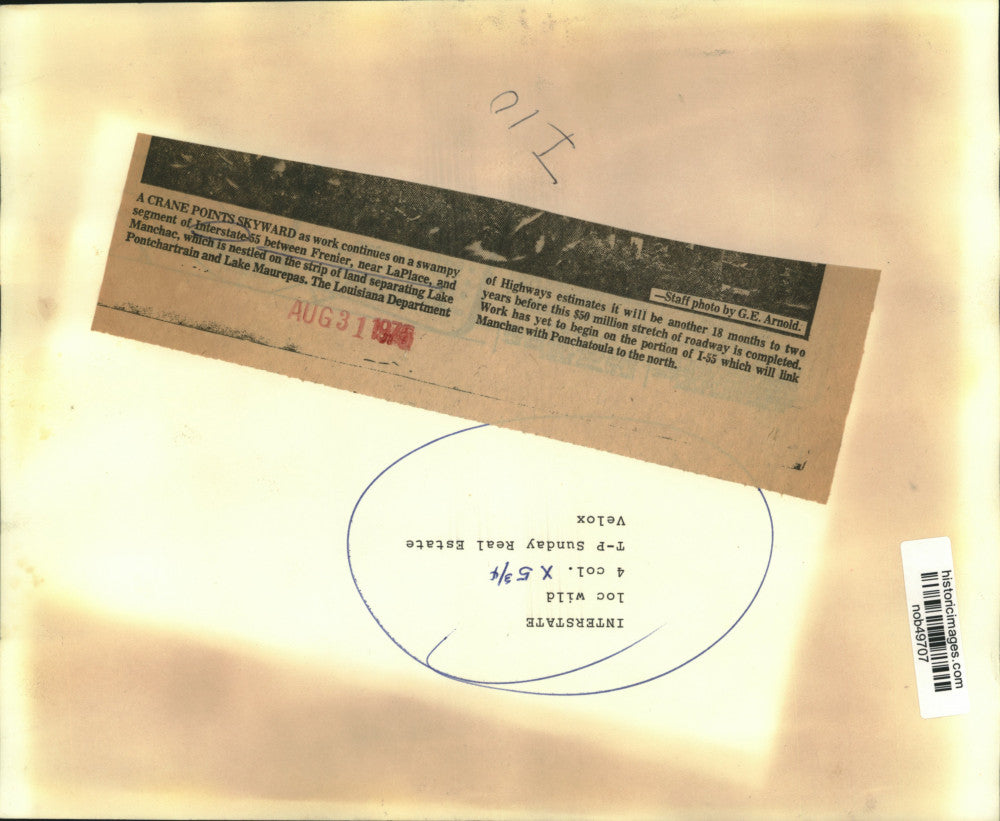 I 10
—Staff photo by G.E. Arnold.
A CRANE POINTS SKYWARD as work continues on a swampy
segment of Interstate 55 between Frenier, near LaPlace, and
Manchac, which is nestled on the strip of land separating Lake
Pontchartrain and Lake Maurepas. The Louisiana Department
of Highways estimates it will be another 18 months to two
years before this $50 million stretch of roadway is completed.
Work has yet to begin on the portion of I-55 which will link
Manchac with Ponchatoula to the north.
AUG 31
INTERSTATE
loc wild
4 col. X 5 3/4
T-P Sunday Real Estate
Velox
historicimages.com
nob49707